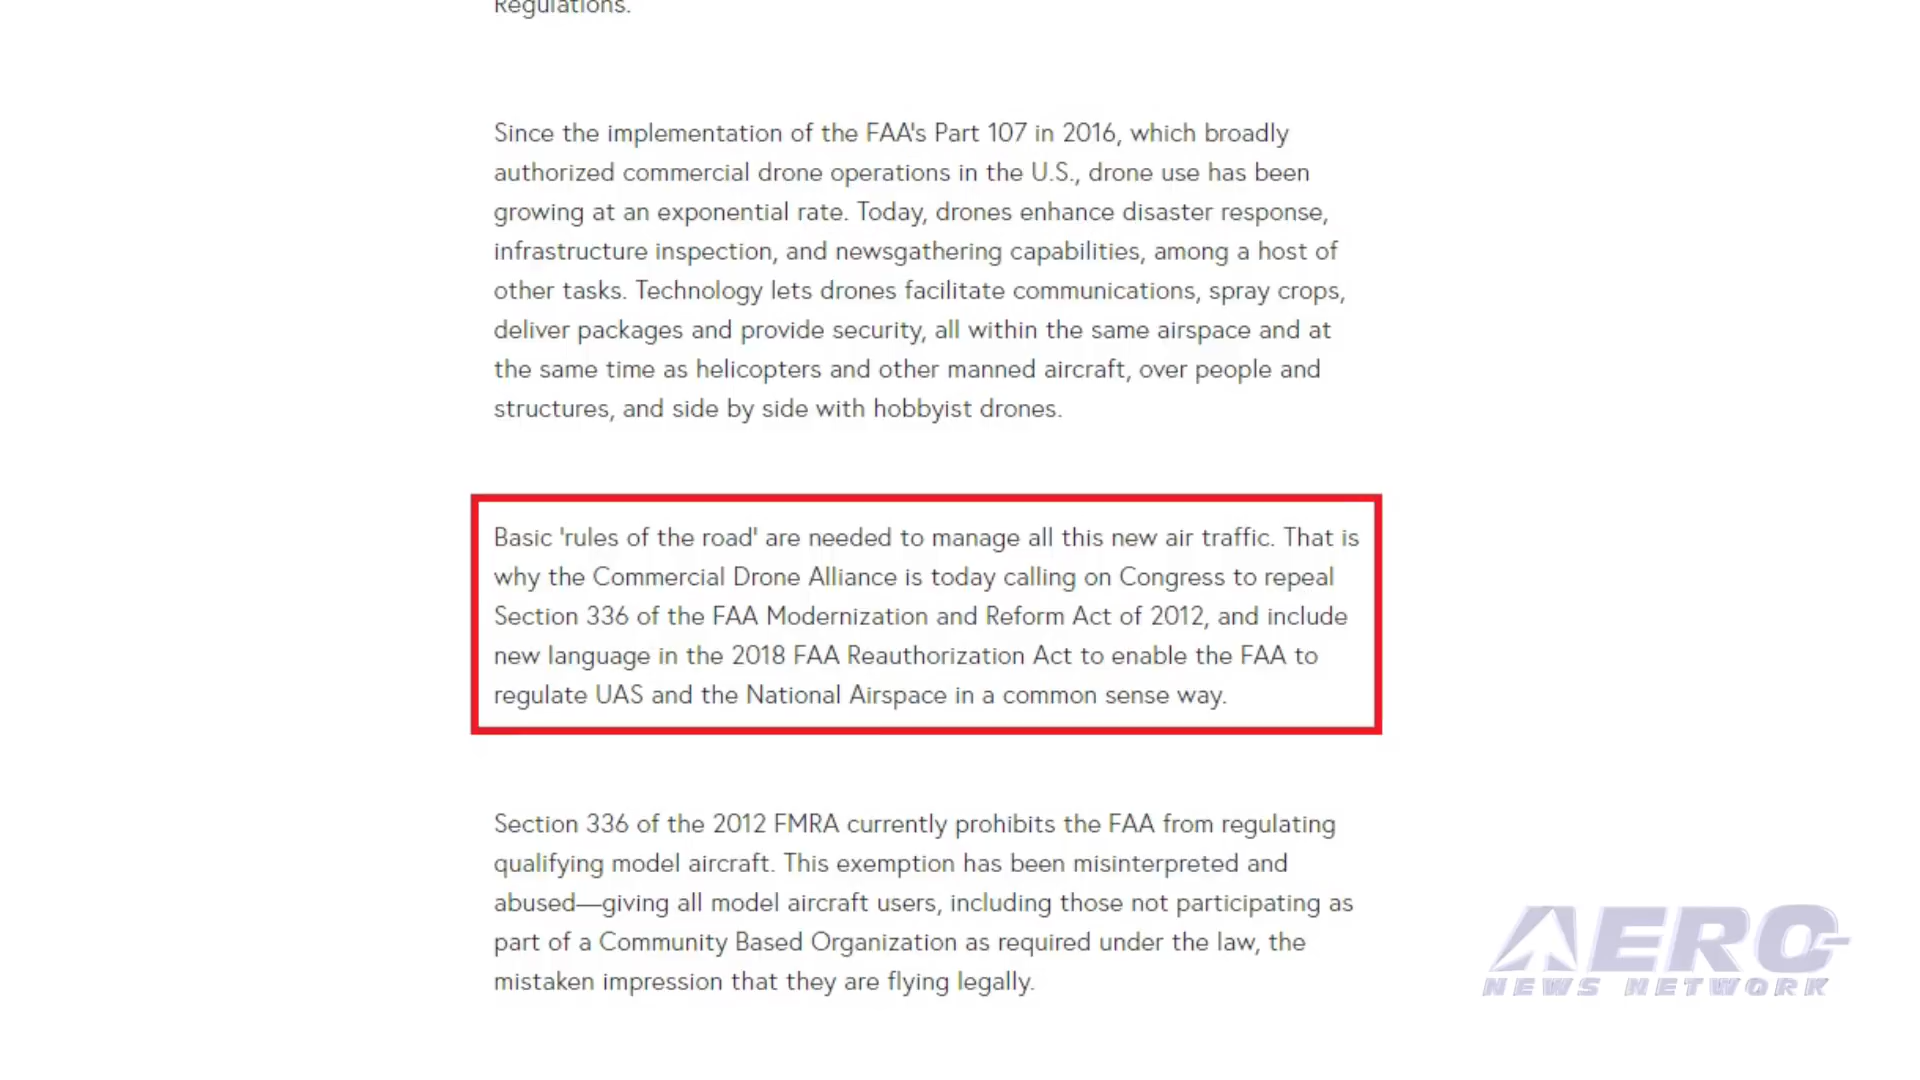 Regulations.
Since the implementation of the FAA's Part 107 in 2016, which broadly
authorized commercial drone operations in the U.S., drone use has been
growing at an exponential rate. Today, drones enhance disaster response,
infrastructure inspection, and newsgathering capabilities, among a host of
other tasks. Technology lets drones facilitate communications, spray crops,
deliver packages and provide security, all within the same airspace and at
the same time as helicopters and other manned aircraft, over people and
structures, and side by side with hobbyist drones.
Basic 'rules of the road' are needed to manage all this new air traffic. That is
why the Commercial Drone Alliance is today calling on Congress to repeal
Section 336 of the FAA Modernization and Reform Act of 2012, and include
new language in the 2018 FAA Reauthorization Act to enable the FAA to
regulate UAS and the National Airspace in a common sense way.
Section 336 of the 2012 FMRA currently prohibits the FAA from regulating
qualifying model aircraft. This exemption has been misinterpreted and
abused—giving all model aircraft users, including those not participating as
part of a Community Based Organization as required under the law, the
mistaken impression that they are flying legally.
AERO-
NEWS NETWORK